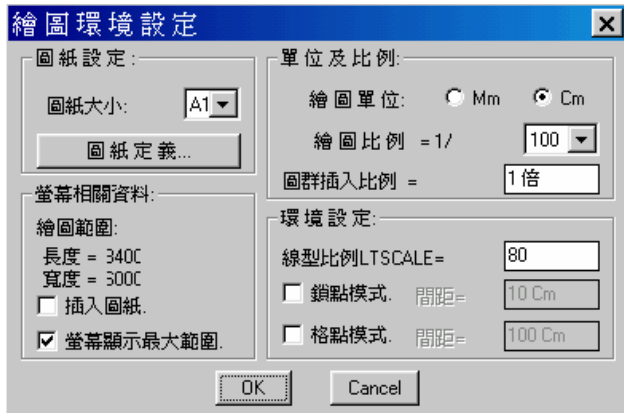 繪圖環境設定
圖紙設定:
圖紙大小: A1
圖紙定義...
螢幕相關資料:
繪圖範圍:
長度 = 8400
寬度 = 6000
插入圖紙.
螢幕顯示最大範圍.
單位及比例:
繪圖單位: Mm Cm
繪圖比例 =1/ 100
圖群插入比例 = 1倍
環境設定:
線型比例LTSCALE= 80
鎖點模式. 間距= 10 Cm
格點模式. 間距= 100 Cm
OK Cancel